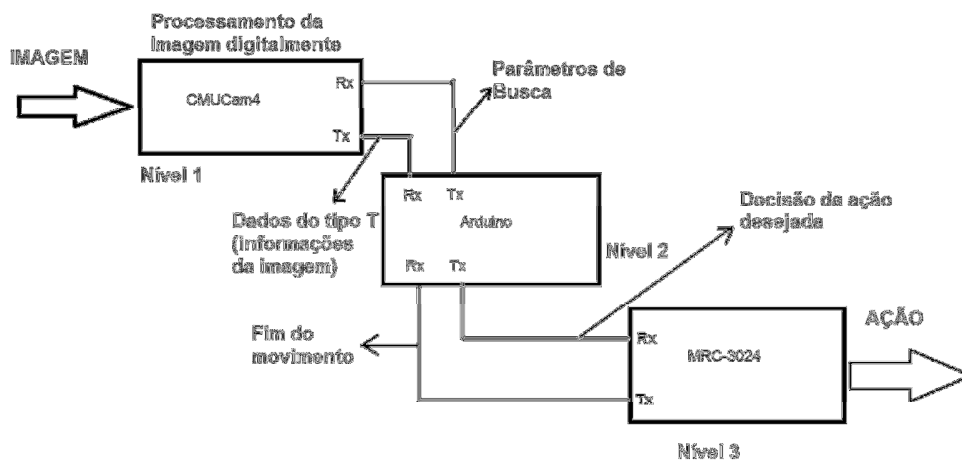 Processamento da
Imagem digitalmente
IMAGEM
CMUCam4
Rx
Tx
Nível 1
Parâmetros de
Busca
Rx
Tx
Arduino
Rx
Tx
Nível 2
Dados do tipo T
(informações
da imagem)
Decisão da ação
desejada
Fim do
movimento
Rx
MRC-3024
Tx
AÇÃO
Nível 3